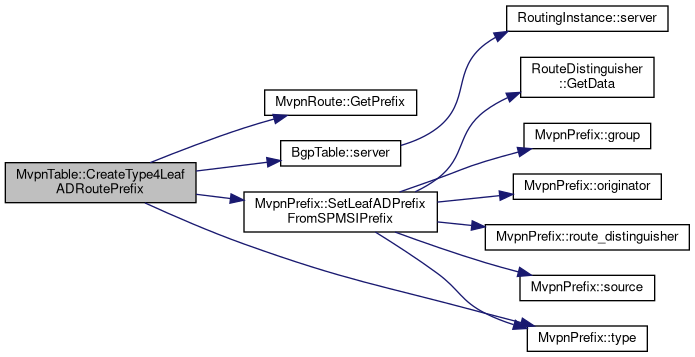 RoutingInstance::server
RouteDistinguisher
::GetData
MvpnRoute::GetPrefix
MvpnPrefix::group
BgpTable::server
MvpnTable::CreateType4Leaf
ADRoutePrefix
MvpnPrefix::originator
MvpnPrefix::SetLeafADPrefix
FromSPMSIPrefix
MvpnPrefix::route_distinguisher
MvpnPrefix::source
MvpnPrefix::type